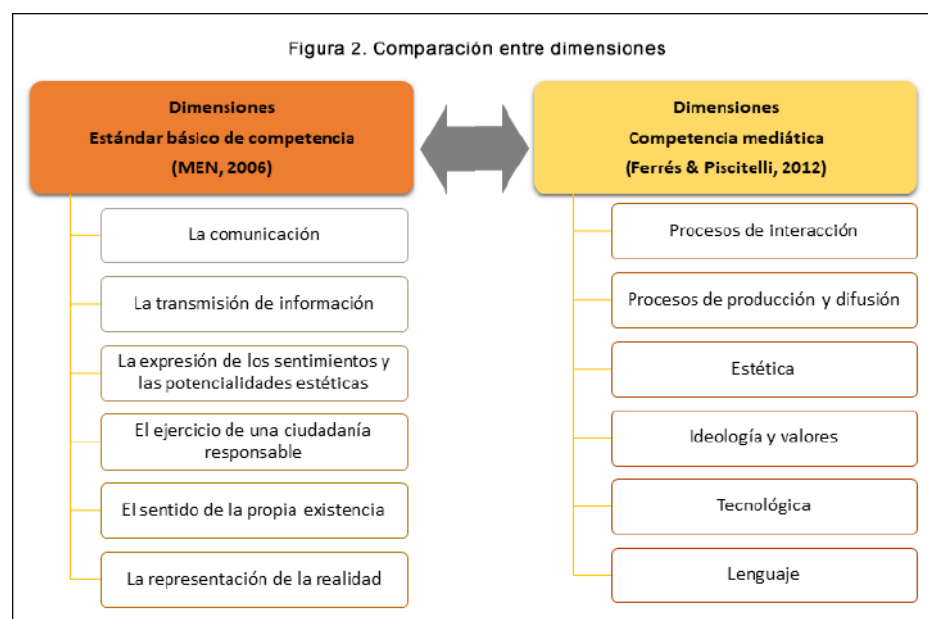 Figura 2. Comparación entre dimensiones
Dimensiones
Estándar básico de competencia
(MEN, 2006)
La comunicación
La transmisión de información
La expresión de los sentimientos y
las potencialidades estéticas
El ejercicio de una ciudadanía
responsable
El sentido de la propia existencia
La representación de la realidad
Dimensiones
Competencia mediática
(Ferrés & Piscitelli, 2012)
Procesos de interacción
Procesos de producción y difusión
Estética
Ideología y valores
Tecnológica
Lenguaje